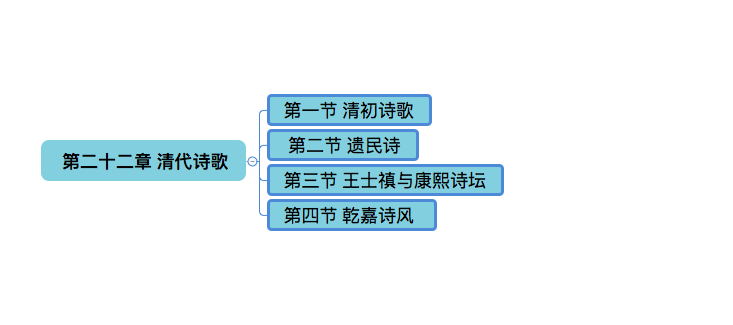 第二十二章 清代诗歌
第一节 清初诗歌
第二节 遗民诗
第三节 王士禛与康熙诗坛
第四节 乾嘉诗风